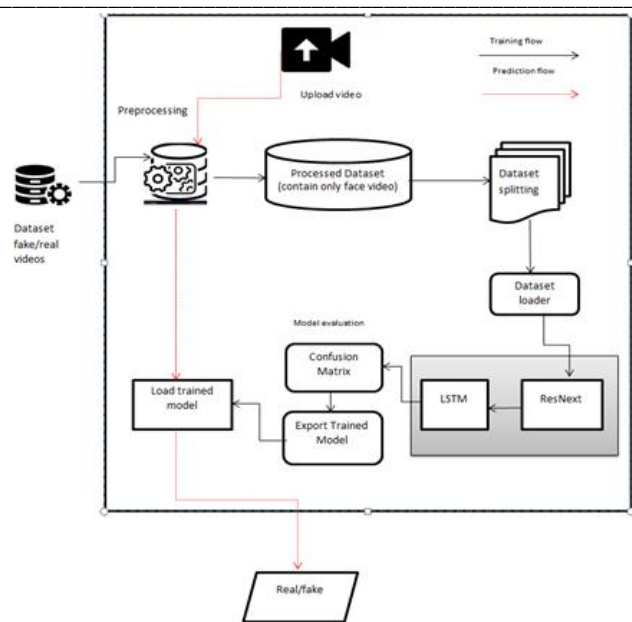 Training flow
Prediction flow
Upload video
Preprocessing
Processed Dataset
(contain only face video)
Dataset
splitting
Dataset
fake/real
videos
Dataset
loader
Model evaluation
Confusion
Matrix
Load trained
model
LSTM
ResNext
Export Trained
Model
Real/fake